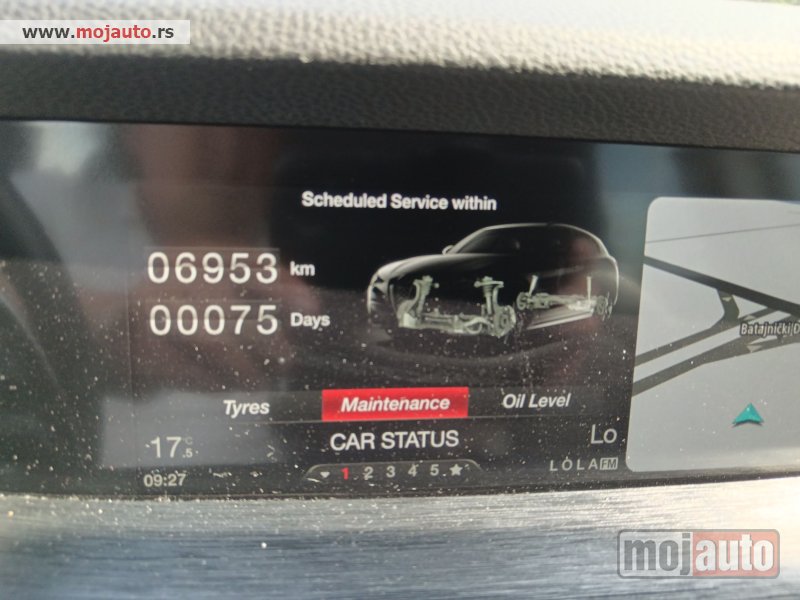 www.mojauto.rs
Scheduled Service within
06953 km
00075 Days
Batajnički D
Tyres
Maintenance
Oil Level
17.5 °C
CAR STATUS
Lo
1 2 3 4 5
LOLA FM
09:27
mojauto